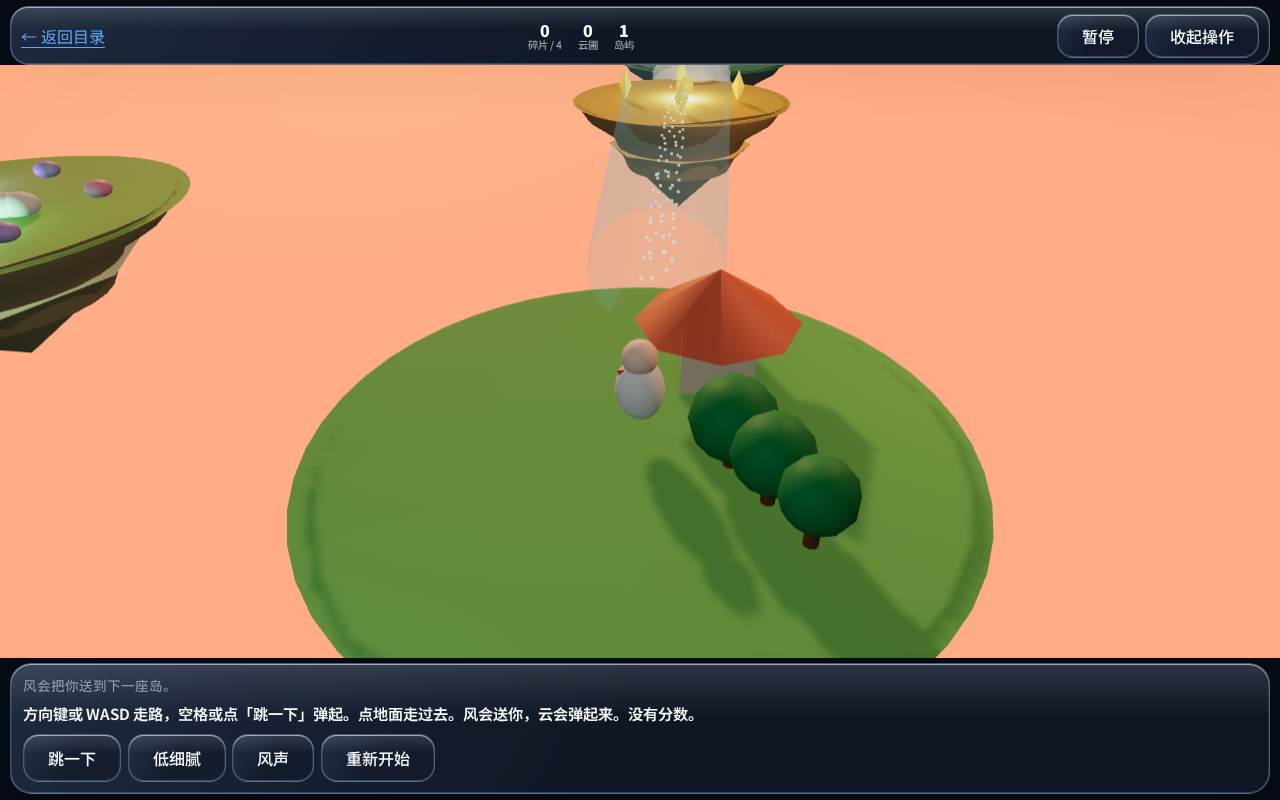 ← 返回目录
0 0 1
碎片 / 4 云圃 岛屿
暂停
收起操作
风会把你送到下一座岛。
方向键或 WASD 走路，空格或点「跳一下」弹起。点地面走过去。风会送你，云会弹起来。没有分数。
跳一下
低细腻
风声
重新开始